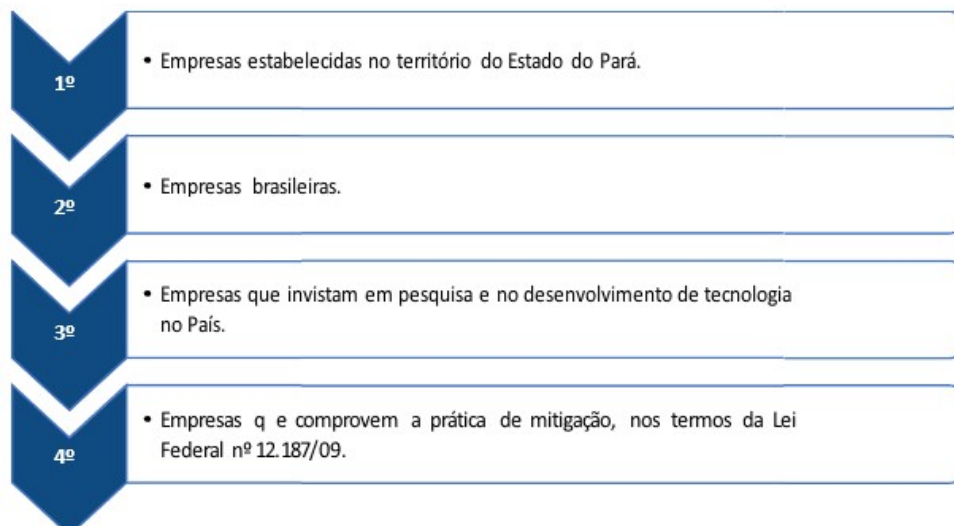 1º
• Empresas estabelecidas no território do Estado do Pará.
2º
• Empresas brasileiras.
3º
• Empresas que invistam em pesquisa e no desenvolvimento de tecnologia
no País.
4º
• Empresas q e comprovem a prática de mitigação, nos termos da Lei
Federal nº 12.187/09.